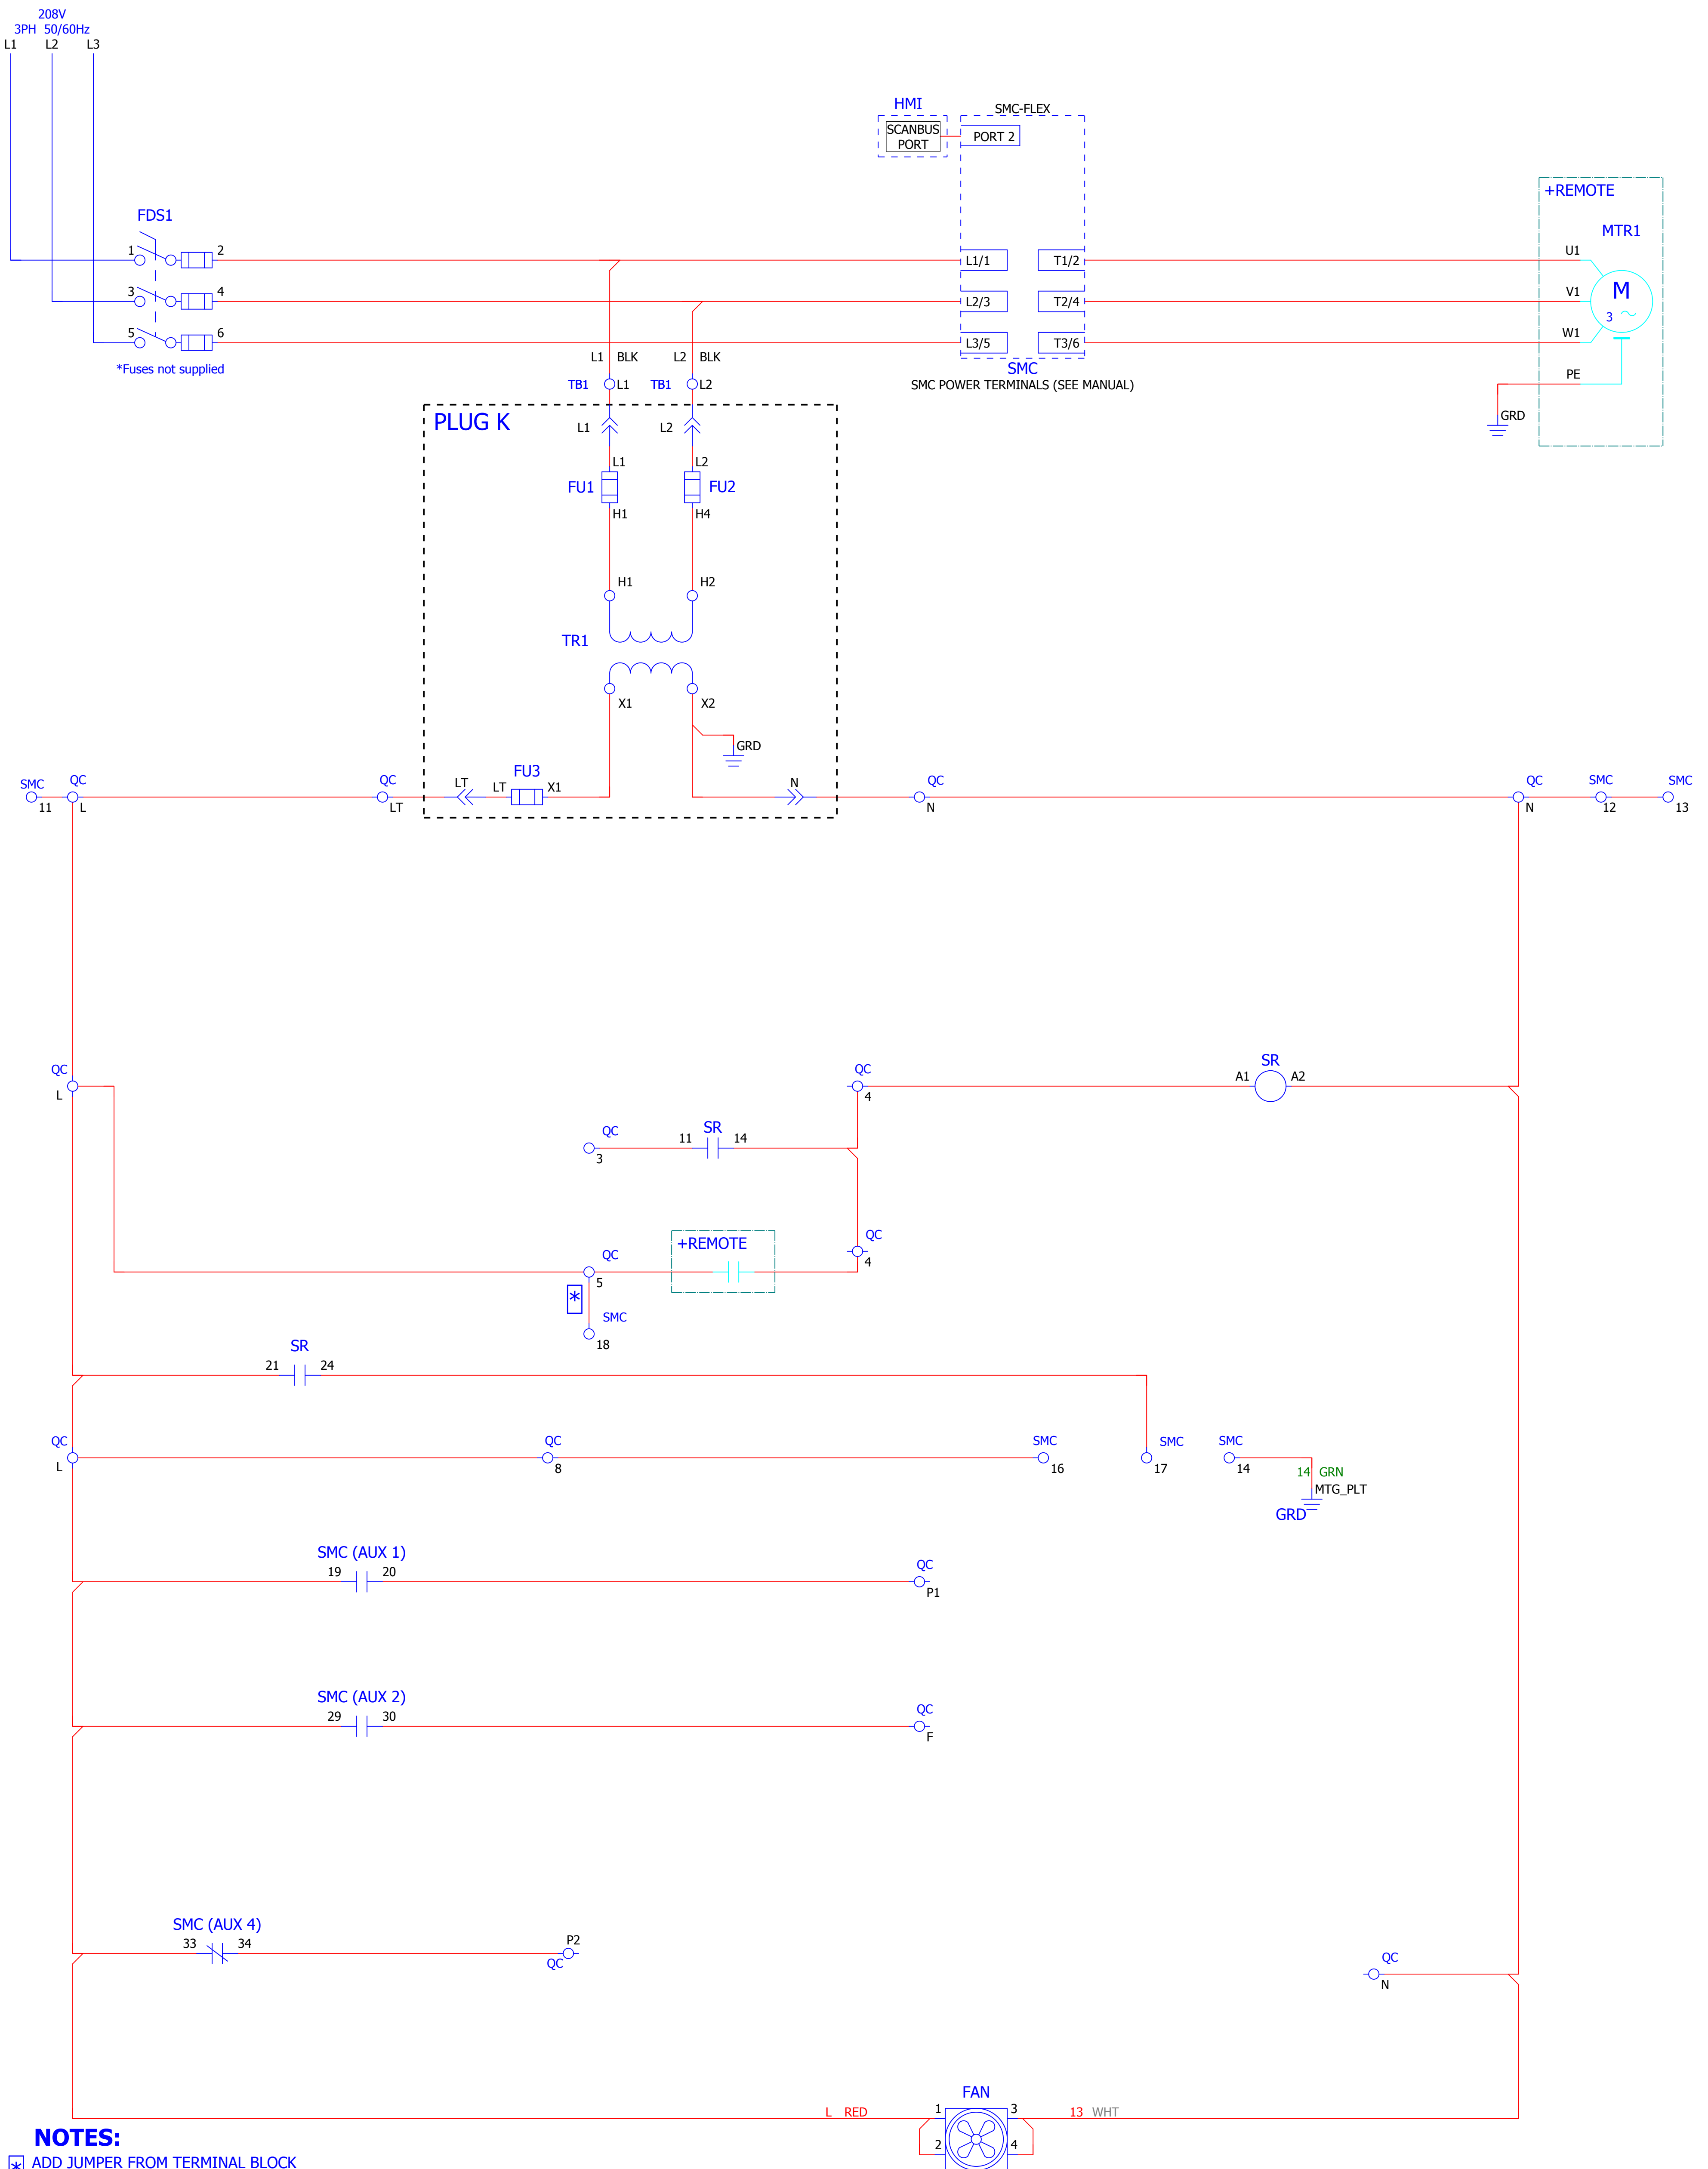 208V
3PH 50/60Hz
L1 L2 L3
HMI
SCANBUS
PORT
SMC-FLEX
PORT 2
+REMOTE
MTR1
FDS1
1 2
3 4
5 6
*Fuses not supplied
L1/1 T1/2
L2/3 T2/4
L3/5 T3/6
SMC
SMC POWER TERMINALS (SEE MANUAL)
U1
V1
W1
PE
M
3
GRD
L1 BLK L2 BLK
TB1 L1 TB1 L2
PLUG K
L1 L2
L1 L2
FU1 FU2
H1 H4
H1 H2
TR1
X1 X2
GRD
FU3
LT LT X1 N
SMC QC QC QC QC SMC SMC
11 L LT N N 12 13
QC QC SR
L 4 A1 A2
QC SR
3 11 14
+REMOTE
QC QC
5 4
*
SMC
18
SR
21 24
QC QC SMC SMC SMC
L 8 16 17 14
14 GRN
MTG_PLT
GRD
SMC (AUX 1)
19 20 QC
P1
SMC (AUX 2)
29 30 QC
F
SMC (AUX 4)
33 34 P2
QC
QC
N
FAN
L RED 1 3 13 WHT
2 4
NOTES:
* ADD JUMPER FROM TERMINAL BLOCK